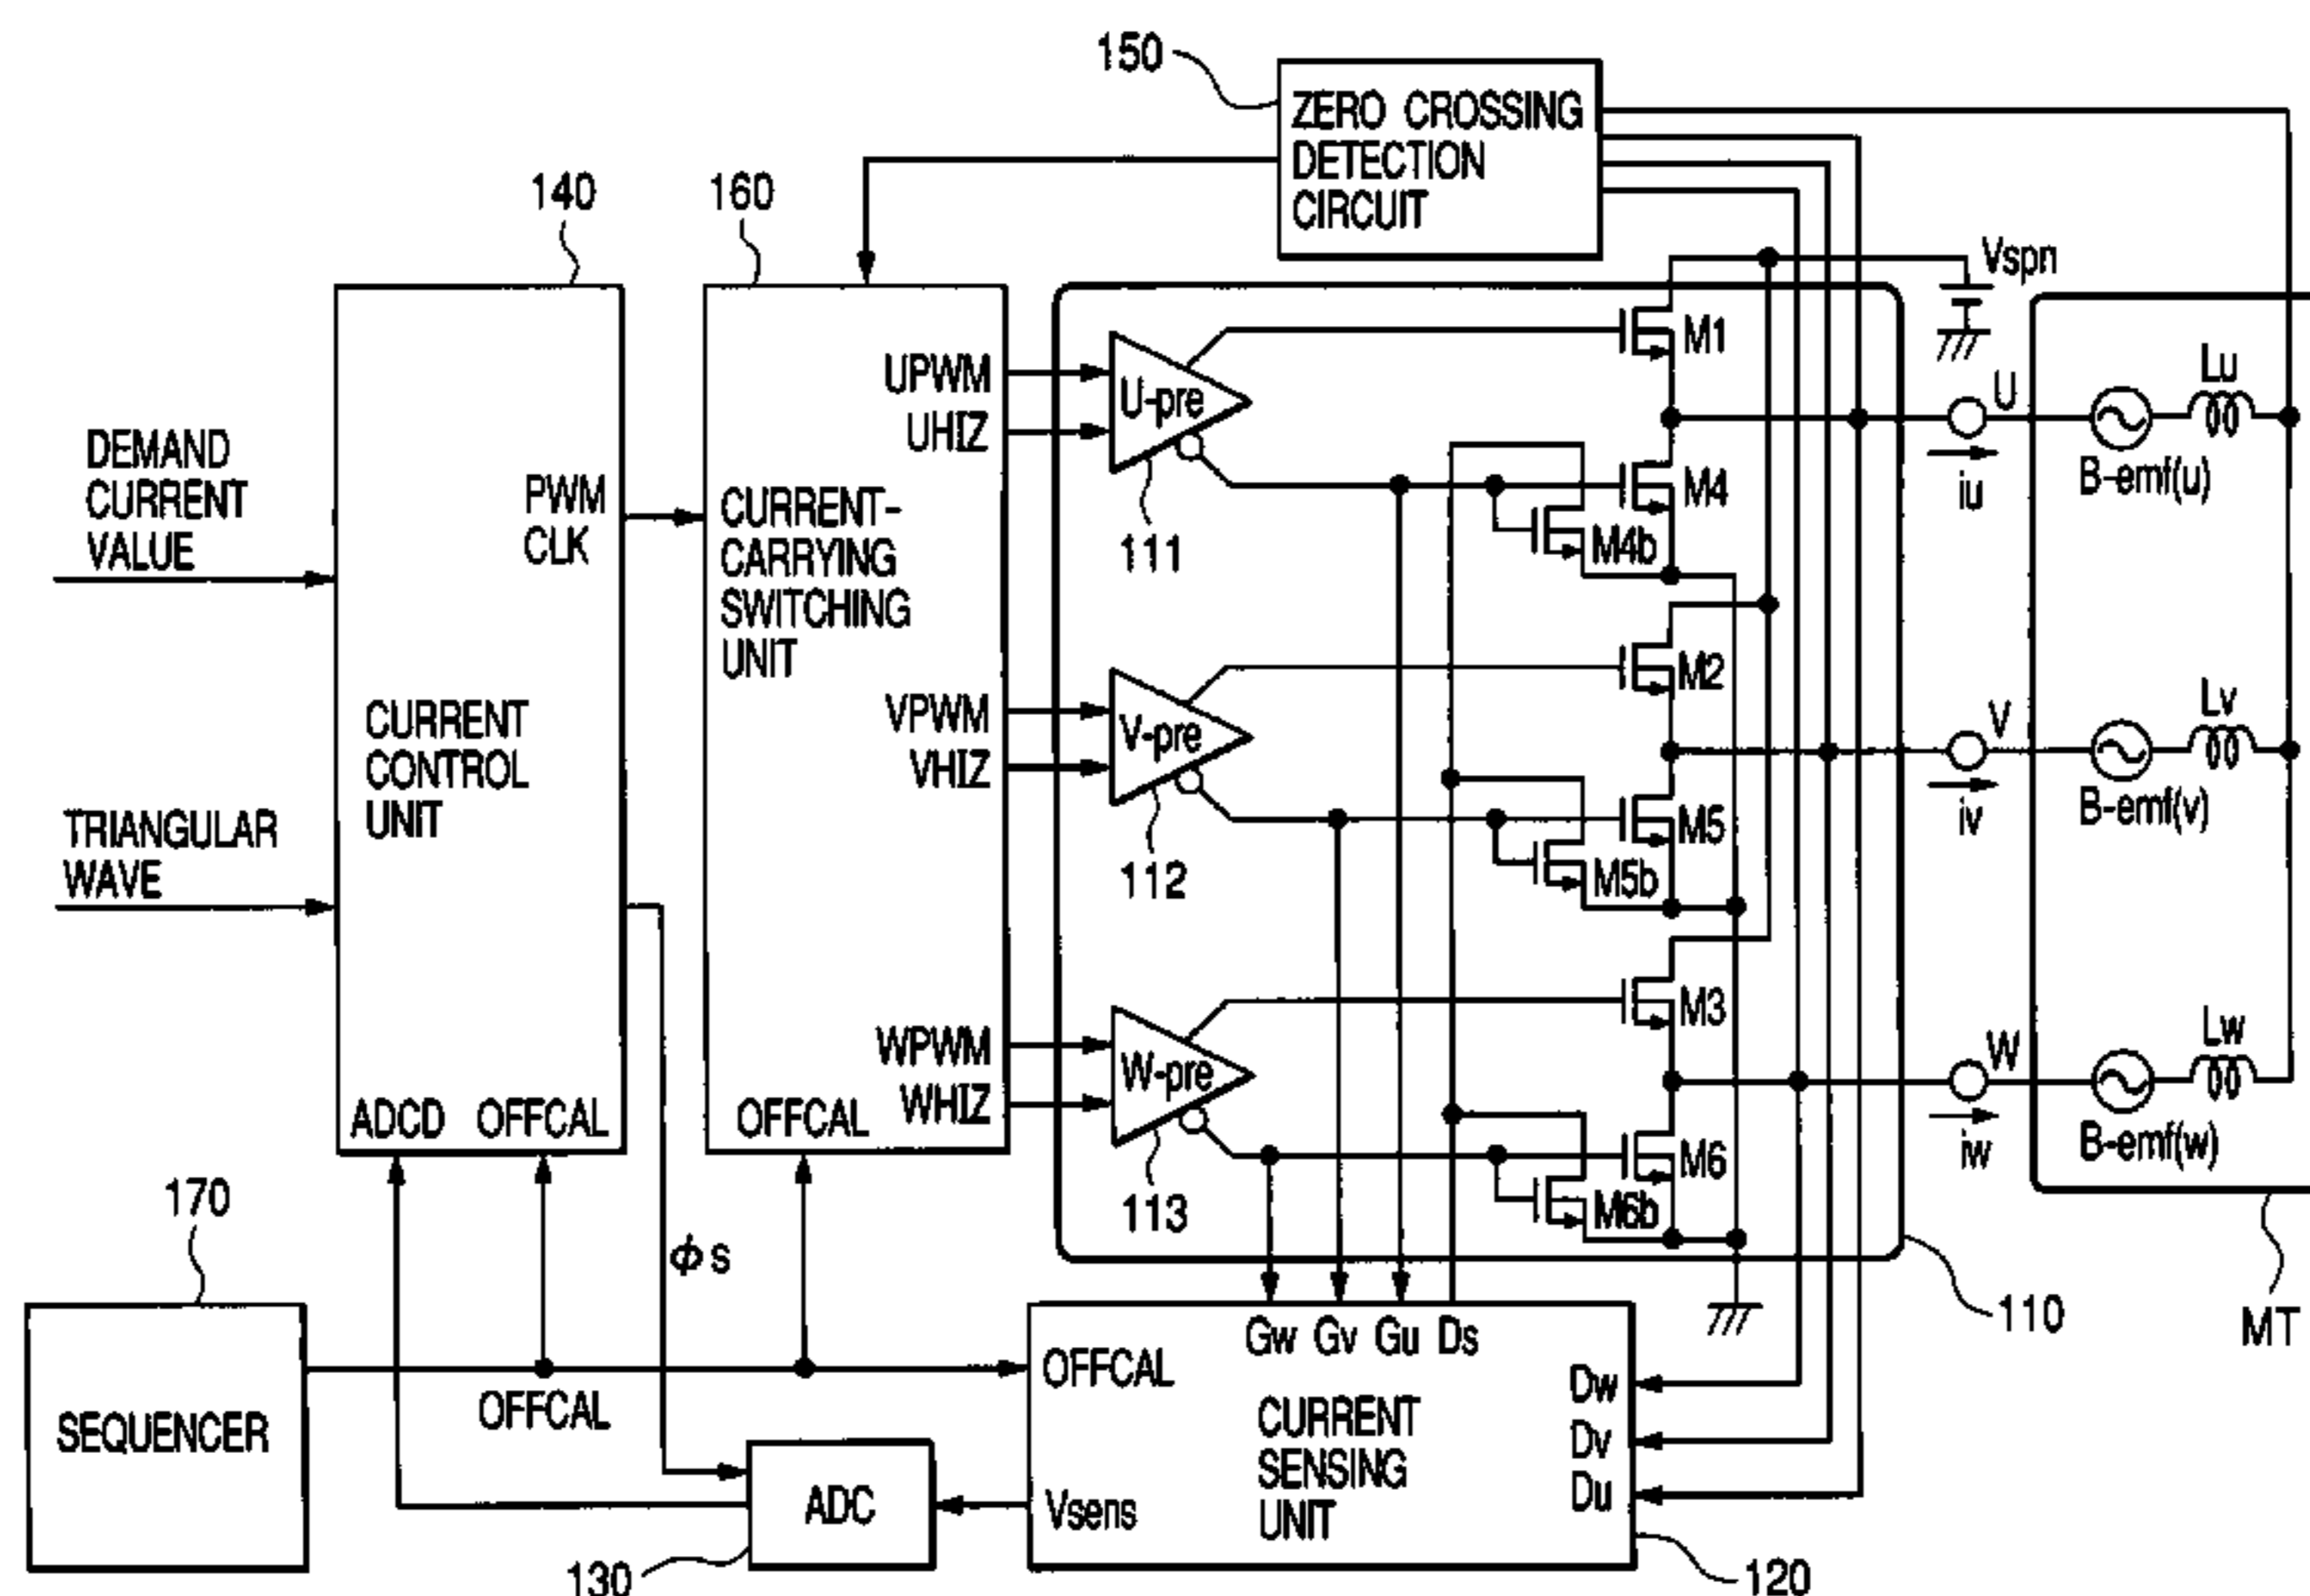 150
ZERO CROSSING
DETECTION
CIRCUIT
140
160
Vspn
DEMAND
CURRENT
VALUE
TRIANGULAR
WAVE
PWM
CLK
CURRENT
CONTROL
UNIT
ADCD
OFFCAL
CURRENT-
CARRYING
SWITCHING
UNIT
UPWM
UHIZ
VPWM
VHIZ
WPWM
WHIZ
OFFCAL
U-pre
111
V-pre
112
W-pre
113
M1
M4
M4b
M2
M5
M5b
M3
M6
M6b
U
iu
Lu
B-emf(u)
V
iv
Lv
B-emf(v)
W
iw
Lw
B-emf(w)
MT
110
170
SEQUENCER
OFFCAL
ϕs
ADC
130
Gw Gv Gu Ds
OFFCAL
Dw
Dv
Du
CURRENT
SENSING
UNIT
Vsens
120